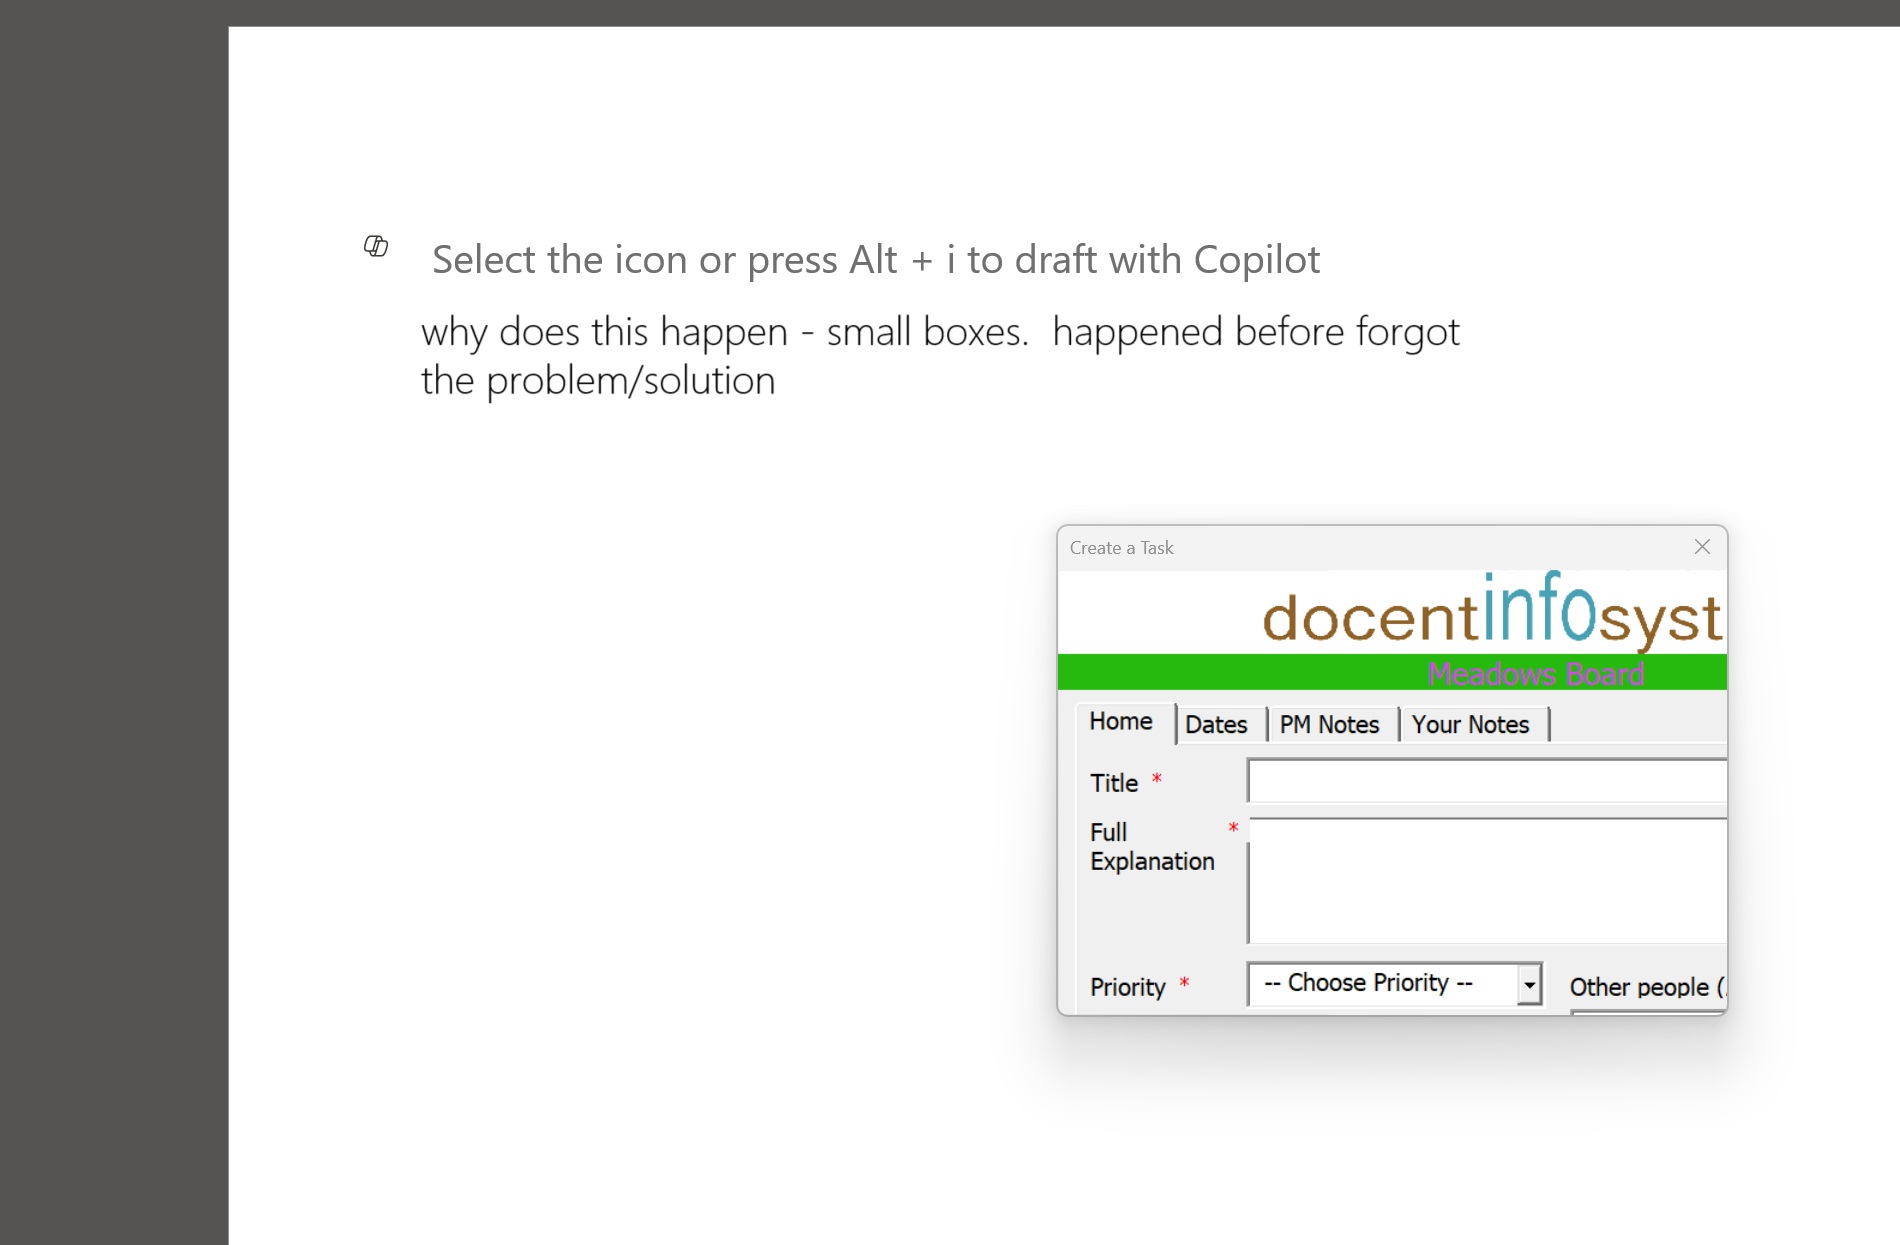 Select the icon or press Alt + i to draft with Copilot
why does this happen - small boxes.  happened before forgot
the problem/solution
Create a Task
docentinfosyst
Meadows Board
Home Dates PM Notes Your Notes
Title *
Full *
Explanation
Priority * -- Choose Priority -- Other people (